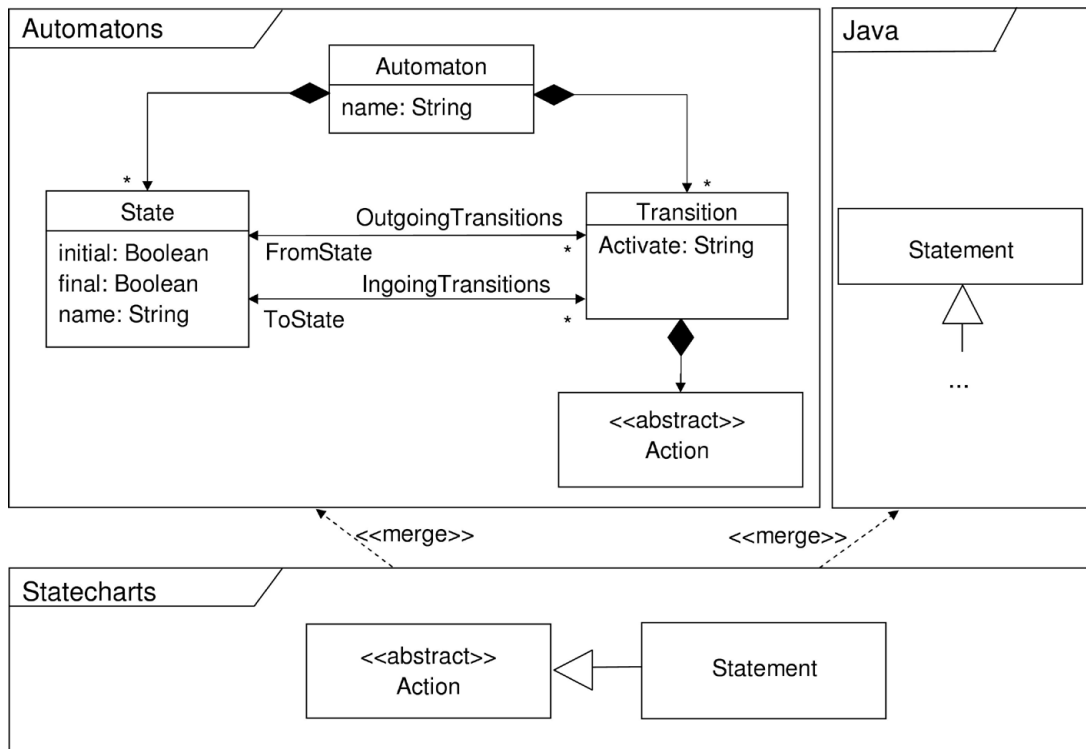 Automatons
Automaton
name: String
*
*
State
initial: Boolean
final: Boolean
name: String
OutgoingTransitions
FromState
*
IngoingTransitions
ToState
*
Transition
Activate: String
<<abstract>>
Action
Java
Statement
...
<<merge>>
<<merge>>
Statecharts
<<abstract>>
Action
Statement